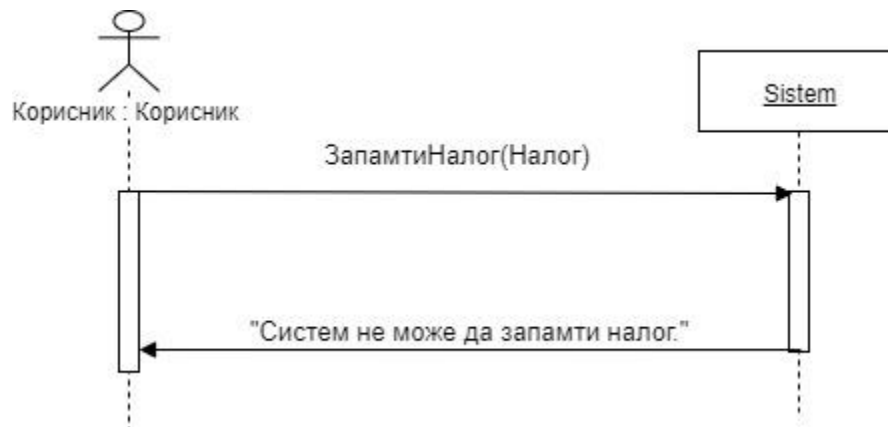 Корисник : Корисник
Sistem
ЗапамтиНалог(Налог)
"Систем не може да запамти налог."